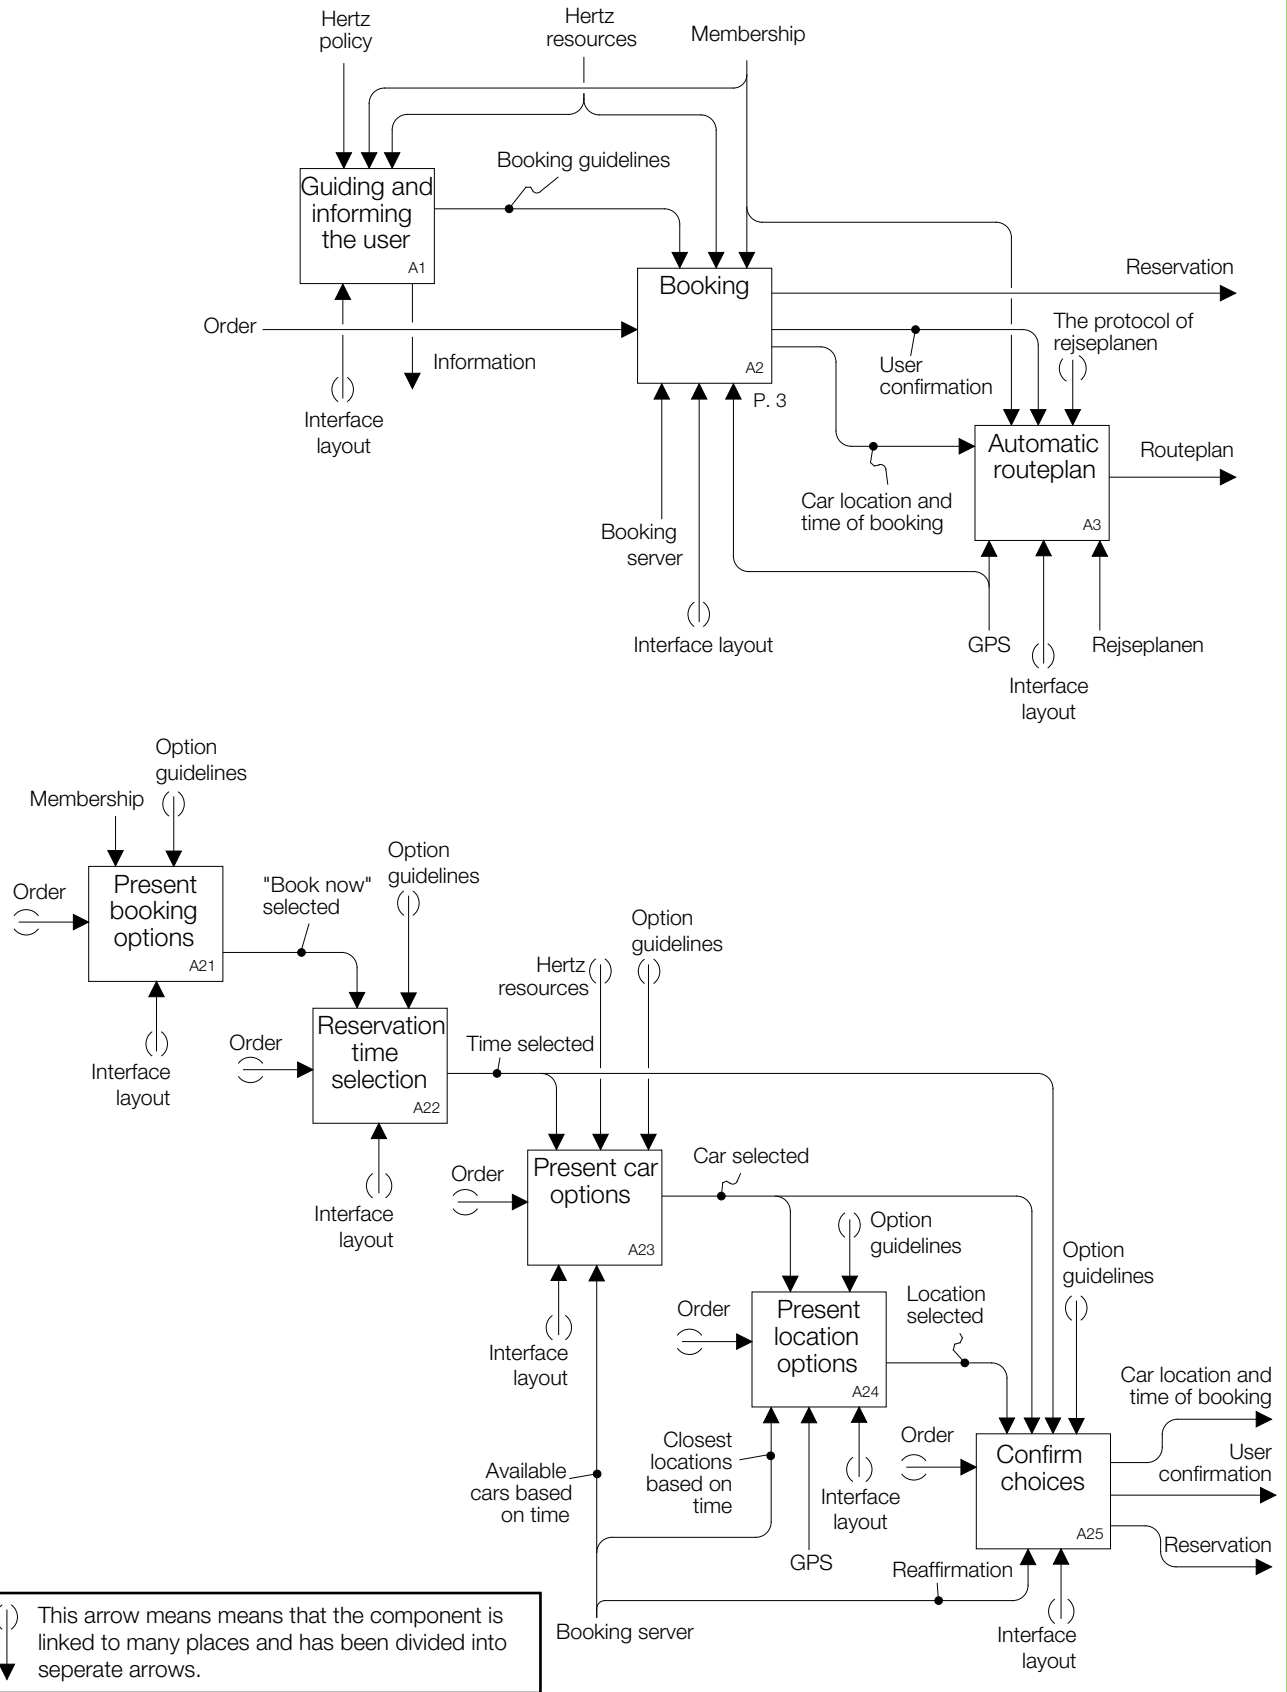 Hertz
policy
Hertz
resources
Membership
Booking guidelines
Guiding and
informing
the user
A1
Booking
A2
P. 3
Reservation
Order
Information
The protocol of
rejseplanen
User
confirmation
Interface
layout
Automatic
routeplan
A3
Routeplan
Car location and
time of booking
Booking
server
Interface layout
GPS
Rejseplanen
Interface
layout
Option
guidelines
Membership
Option
guidelines
Order
Present
booking
options
A21
"Book now"
selected
Option
guidelines
Hertz
resources
Interface
layout
Order
Reservation
time
selection
A22
Time selected
Interface
layout
Order
Present car
options
A23
Car selected
Option
guidelines
Option
guidelines
Interface
layout
Order
Present
location
options
A24
Location
selected
Car location and
time of booking
Available
cars based
on time
Closest
locations
based on
time
Interface
layout
GPS
Order
Confirm
choices
A25
User
confirmation
Reservation
Reaffirmation
Booking server
Interface
layout
This arrow means means that the component is
linked to many places and has been divided into
seperate arrows.